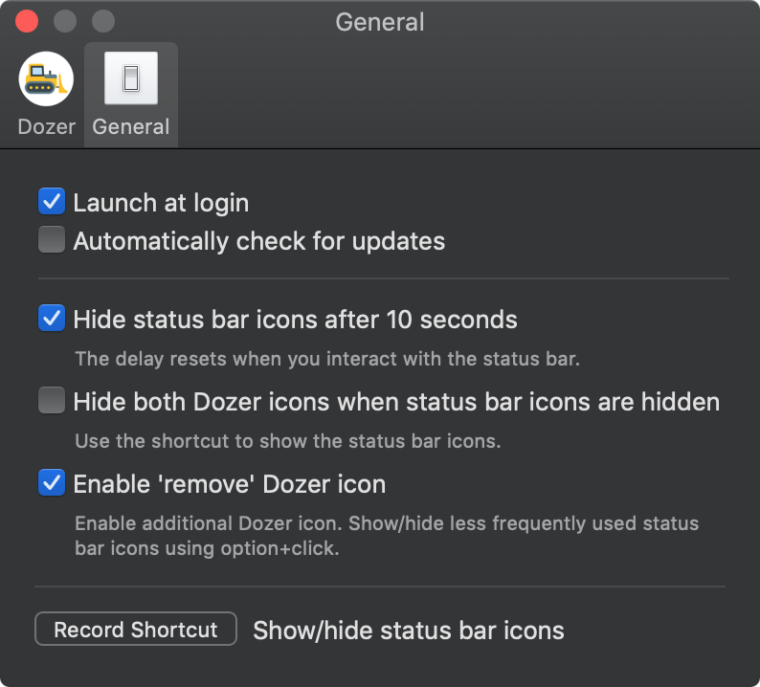 General
Dozer
General
Launch at login
Automatically check for updates
Hide status bar icons after 10 seconds
The delay resets when you interact with the status bar.
Hide both Dozer icons when status bar icons are hidden
Use the shortcut to show the status bar icons.
Enable 'remove' Dozer icon
Enable additional Dozer icon. Show/hide less frequently used status
bar icons using option+click.
Record Shortcut
Show/hide status bar icons